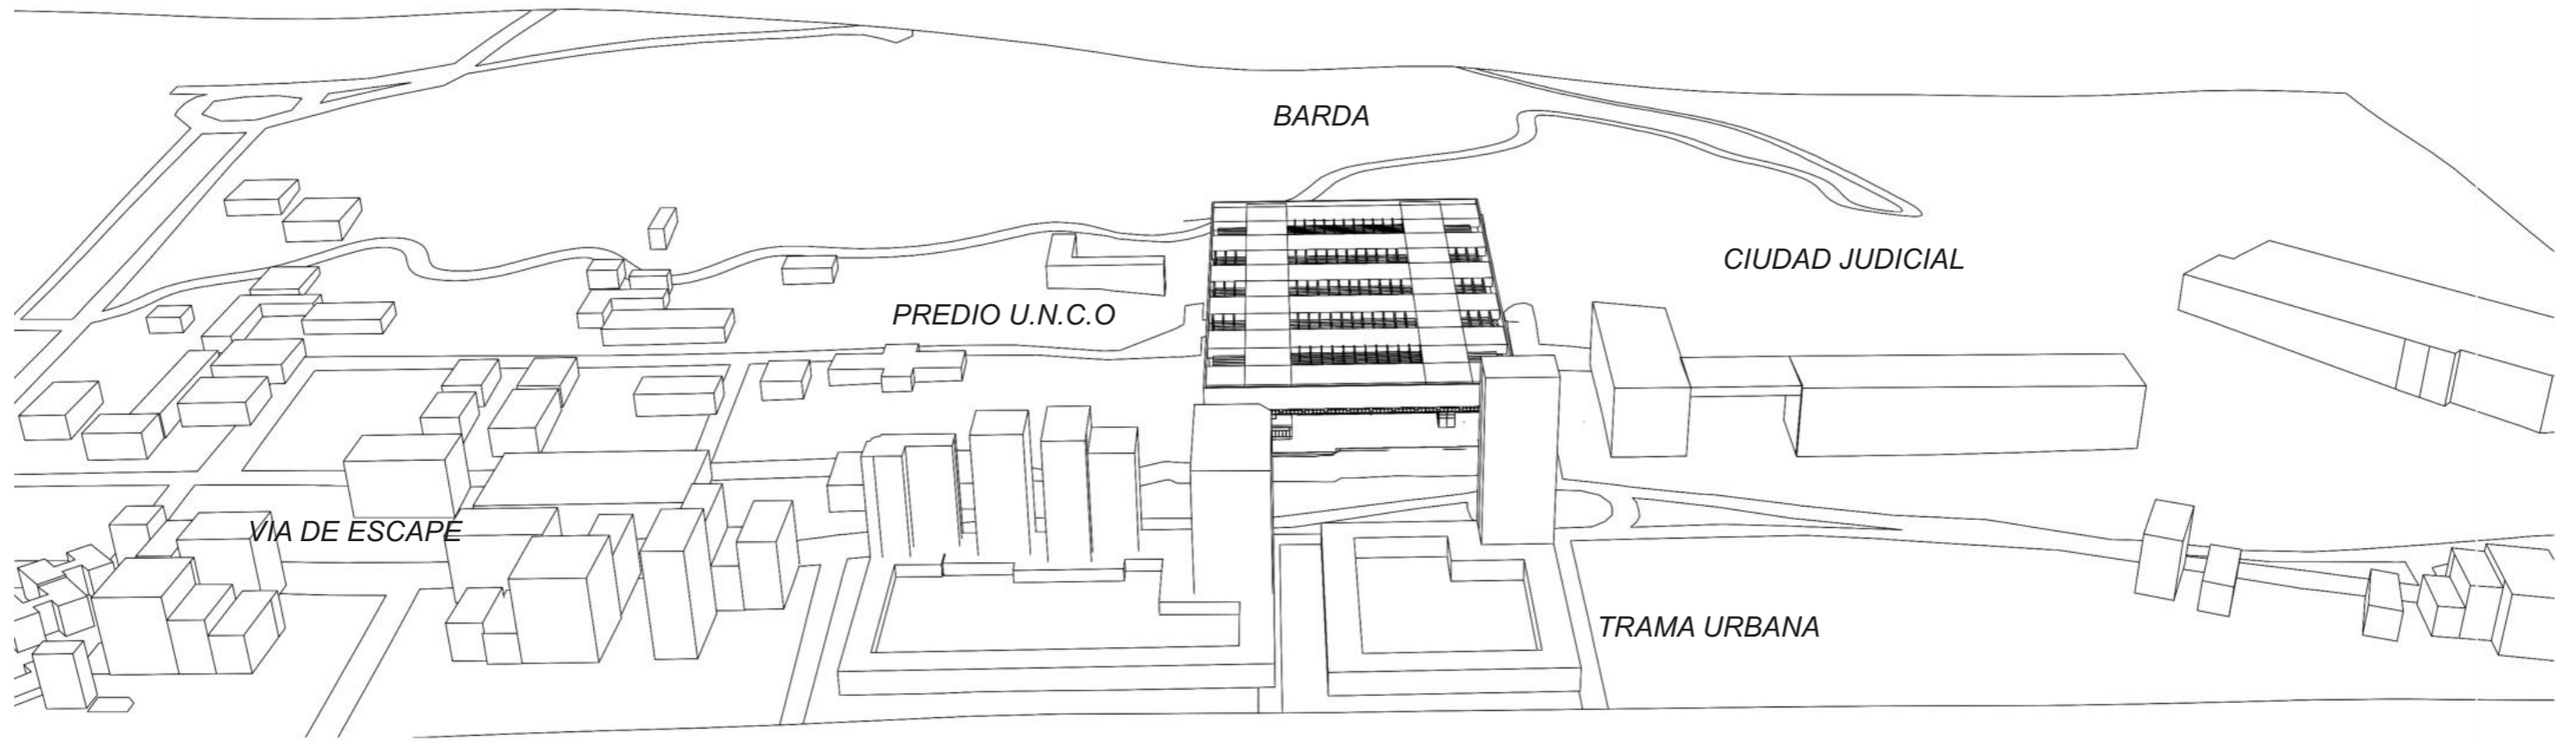 BARDA
CIUDAD JUDICIAL
PREDIO U.N.C.O
VIA DE ESCAPE
TRAMA URBANA